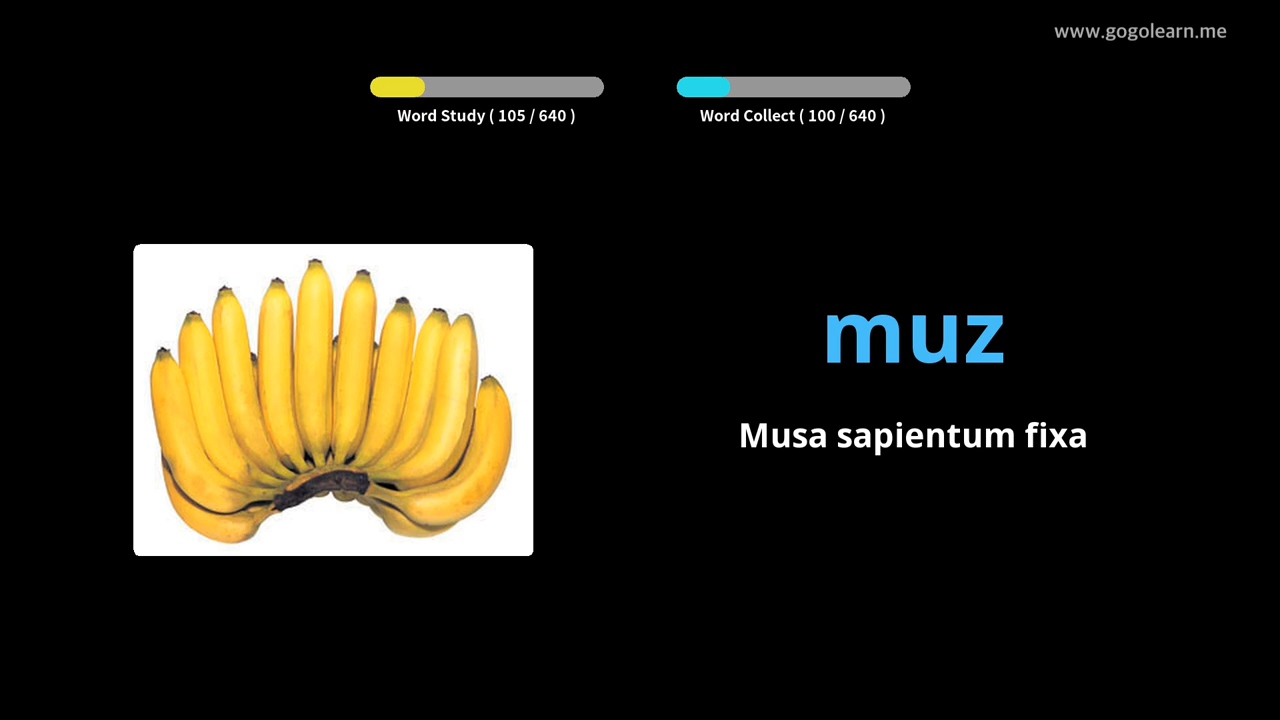 www.gogolearn.me
Word Study ( 105 / 640 )
Word Collect ( 100 / 640 )
muz
Musa sapientum fixa